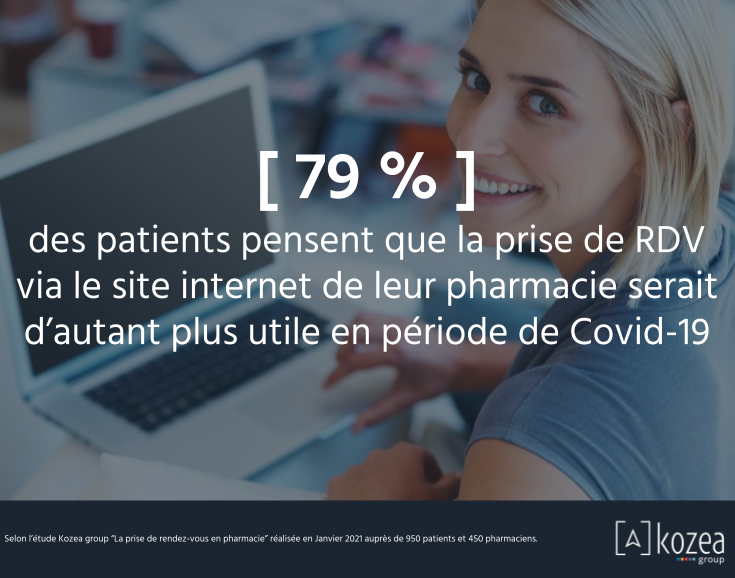 [ 79 % ]
des patients pensent que la prise de RDV
via le site internet de leur pharmacie serait
d’autant plus utile en période de Covid-19
Selon l’étude Kozea group “La prise de rendez-vous en pharmacie” réalisée en Janvier 2021 auprès de 950 patients et 450 pharmaciens.
[A] kozea
group